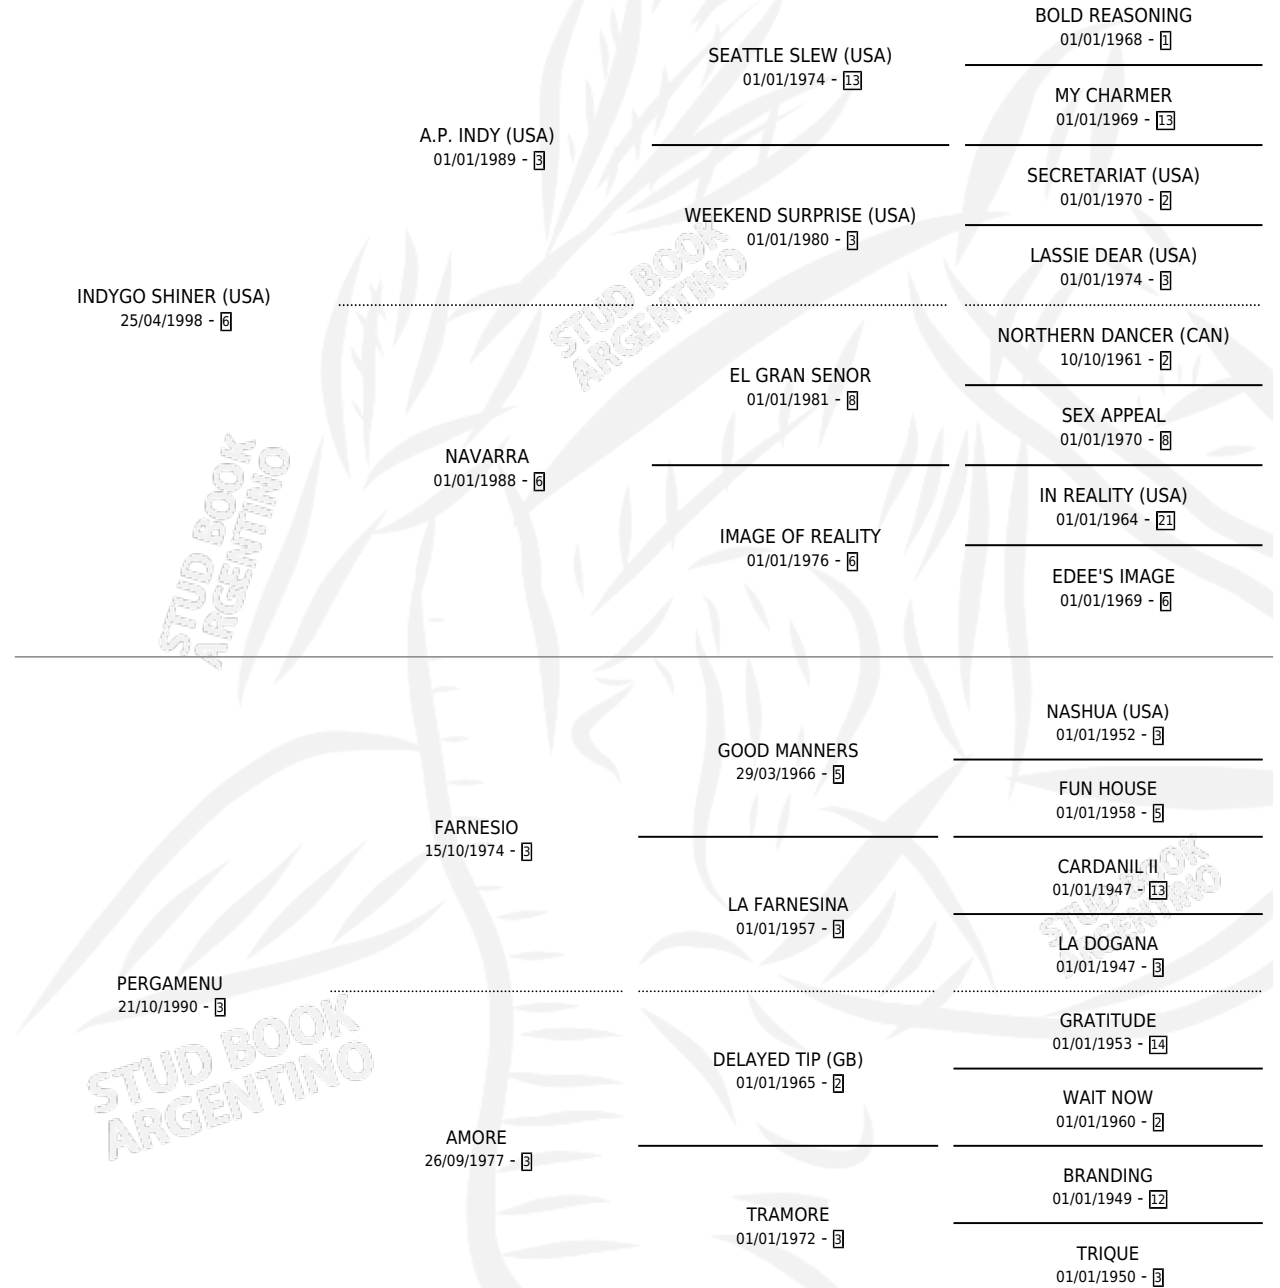 BOLD REASONING
01/01/1968 - 1
SEATTLE SLEW (USA)
01/01/1974 - 13
MY CHARMER
01/01/1969 - 13
A.P. INDY (USA)
01/01/1989 - 3
SECRETARIAT (USA)
01/01/1970 - 2
WEEKEND SURPRISE (USA)
01/01/1980 - 3
LASSIE DEAR (USA)
01/01/1974 - 3
INDYGO SHINER (USA)
25/04/1998 - 6
NORTHERN DANCER (CAN)
10/10/1961 - 2
EL GRAN SENOR
01/01/1981 - 8
SEX APPEAL
01/01/1970 - 8
NAVARRA
01/01/1988 - 6
IN REALITY (USA)
01/01/1964 - 21
IMAGE OF REALITY
01/01/1976 - 6
EDEE'S IMAGE
01/01/1969 - 6
NASHUA (USA)
01/01/1952 - 3
GOOD MANNERS
29/03/1966 - 5
FUN HOUSE
01/01/1958 - 5
FARNESIO
15/10/1974 - 3
CARDANIL II
01/01/1947 - 13
LA FARNESINA
01/01/1957 - 3
LA DOGANA
01/01/1947 - 3
PERGAMENU
21/10/1990 - 3
GRATITUDE
01/01/1953 - 14
DELAYED TIP (GB)
01/01/1965 - 2
WAIT NOW
01/01/1960 - 2
AMORE
26/09/1977 - 3
BRANDING
01/01/1949 - 12
TRAMORE
01/01/1972 - 3
TRIQUE
01/01/1950 - 3
STUD BOOK
ARGENTINO
STUD BOOK
ARGENTINO
STUD BOOK
ARGENTINO
STUD BOOK
ARGENTINO